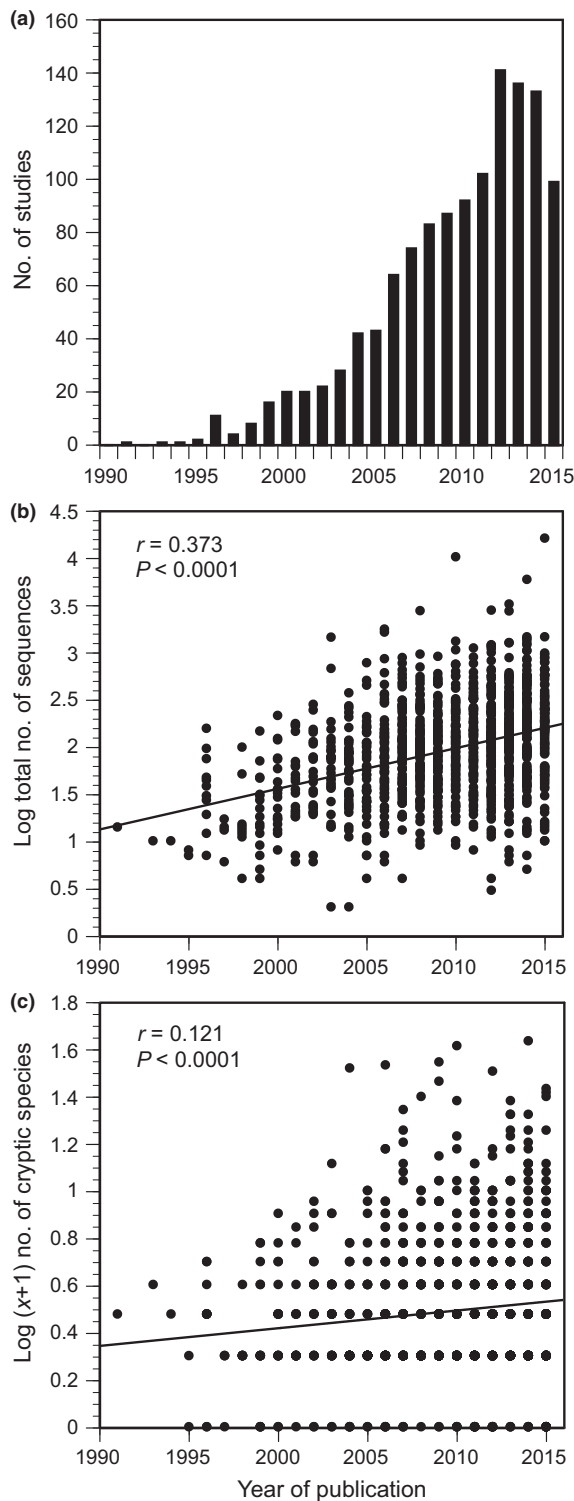 (a)
160
140
120
100
80
60
40
20
0
No. of studies
1990 1995 2000 2005 2010 2015
(b)
4.5
4
3.5
3
2.5
2
1.5
1
0.5
0
Log total no. of sequences
r = 0.373
P < 0.0001
1990 1995 2000 2005 2010 2015
(c)
1.8
1.6
1.4
1.2
1
0.8
0.6
0.4
0.2
0
Log (x+1) no. of cryptic species
r = 0.121
P < 0.0001
1990 1995 2000 2005 2010 2015
Year of publication